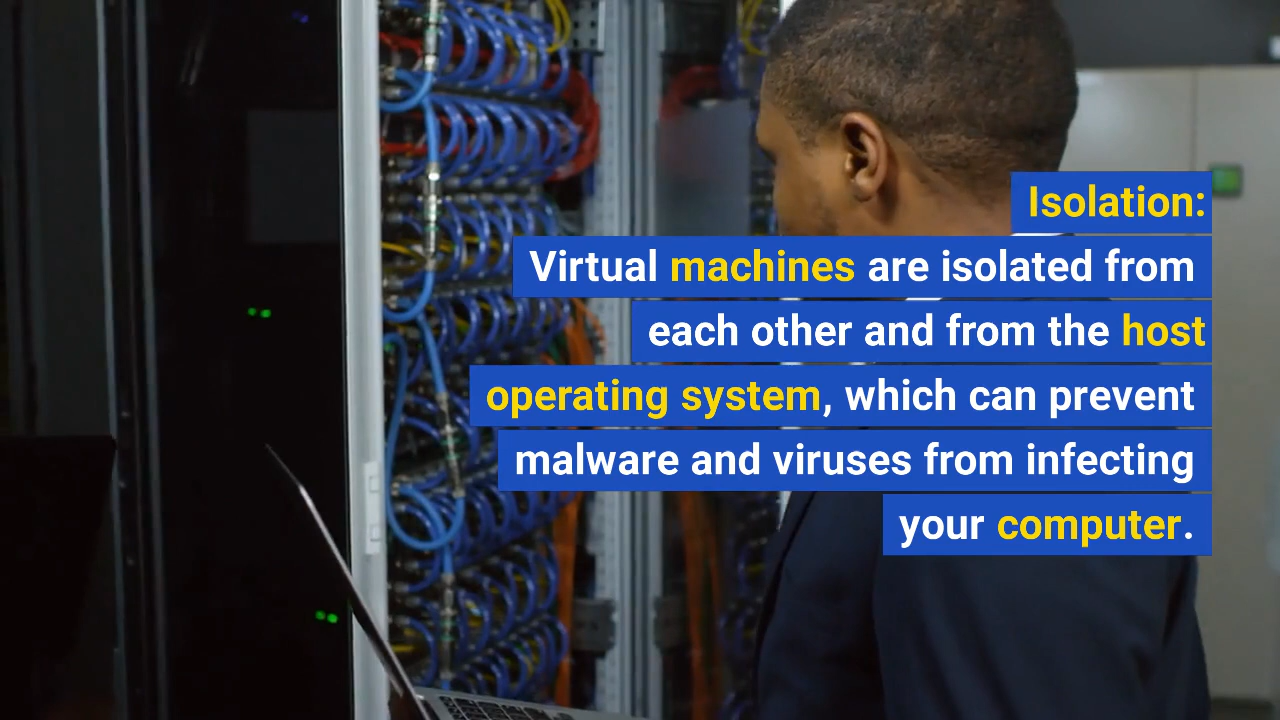 Isolation:
Virtual machines are isolated from
each other and from the host
operating system, which can prevent
malware and viruses from infecting
your computer.